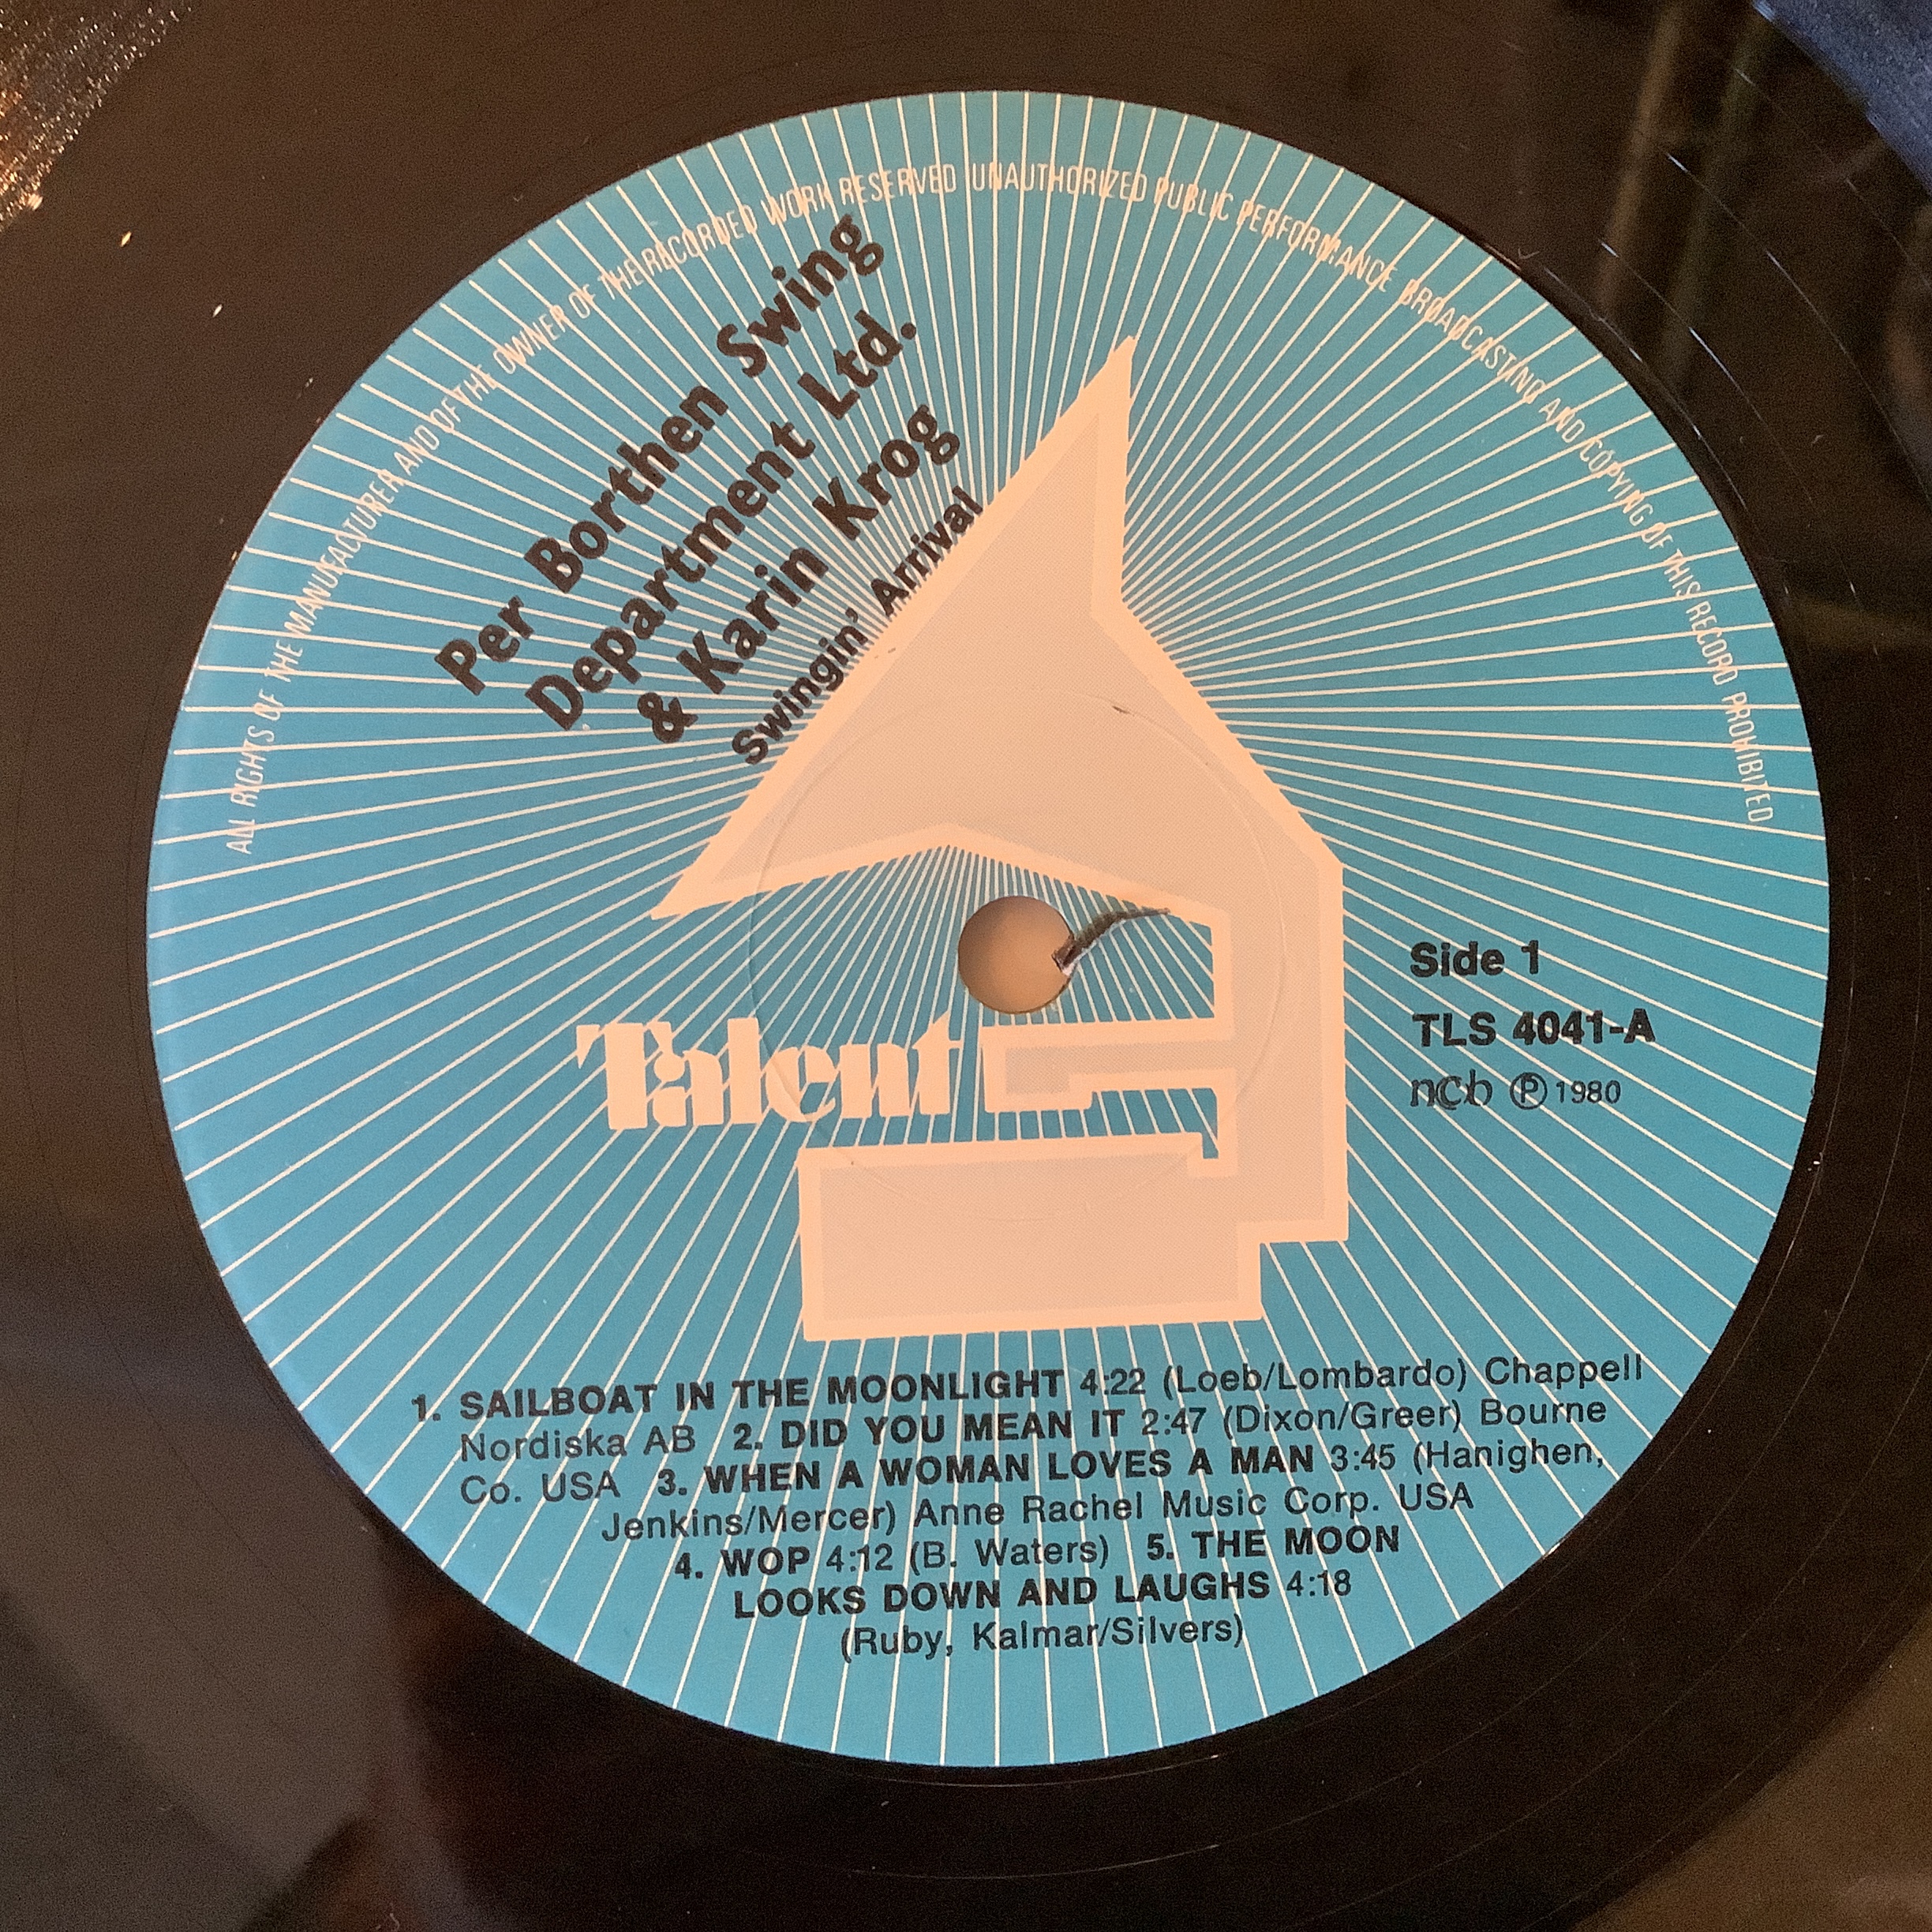 ALL RIGHTS OF THE MANUFACTURER AND OF THE OWNER OF THE RECORDED WORK RESERVED UNAUTHORIZED PUBLIC PERFORMANCE BROADCASTING AND COPYING OF THIS RECORD PROHIBITED
Per Borthen Swing
Department Ltd.
& Karin Krog
Swingin' Arrival
Talent
Side 1
TLS 4041-A
ncb Ⓟ 1980
1. SAILBOAT IN THE MOONLIGHT 4:22 (Loeb/Lombardo) Chappell
Nordiska AB 2. DID YOU MEAN IT 2:47 (Dixon/Greer) Bourne
Co. USA 3. WHEN A WOMAN LOVES A MAN 3:45 (Hanighen,
Jenkins/Mercer) Anne Rachel Music Corp. USA
4. WOP 4:12 (B. Waters) 5. THE MOON
LOOKS DOWN AND LAUGHS 4:18
(Ruby, Kalmar/Silvers)